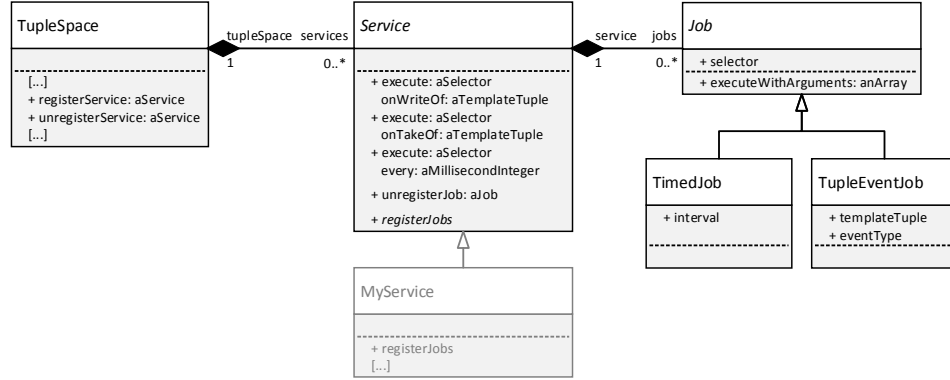 TupleSpace
[...]
+ registerService: aService
+ unregisterService: aService
[...]
tupleSpace services
1 0..*
Service
+ execute: aSelector
onWriteOf: aTemplateTuple
+ execute: aSelector
onTakeOf: aTemplateTuple
+ execute: aSelector
every: aMillisecondInteger
+ unregisterJob: aJob
+ registerJobs
service jobs
1 0..*
Job
+ selector
+ executeWithArguments: anArray
TimedJob
+ interval
TupleEventJob
+ templateTuple
+ eventType
MyService
+ registerJobs
[...]